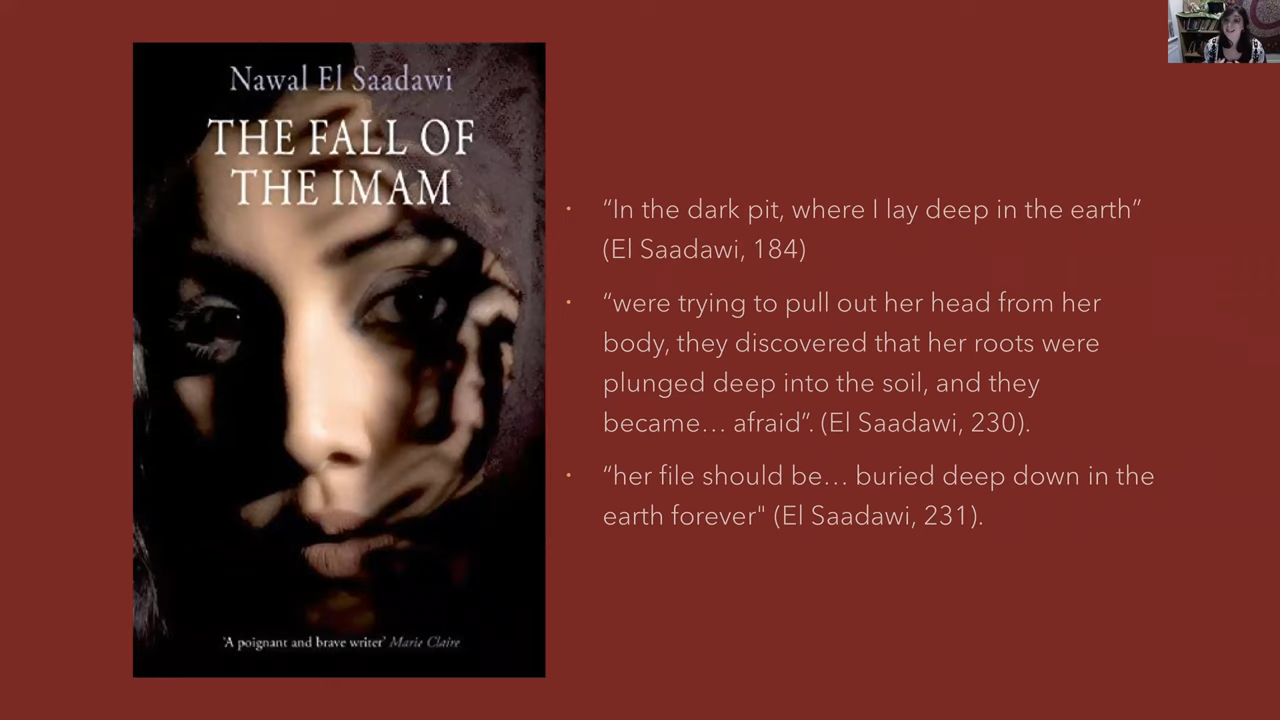 Nawal El Saadawi
THE FALL OF
THE IMAM
'A poignant and brave writer' Marie Claire
• “In the dark pit, where I lay deep in the earth”
(El Saadawi, 184)
• “were trying to pull out her head from her
body, they discovered that her roots were
plunged deep into the soil, and they
became… afraid”. (El Saadawi, 230).
• “her file should be… buried deep down in the
earth forever" (El Saadawi, 231).